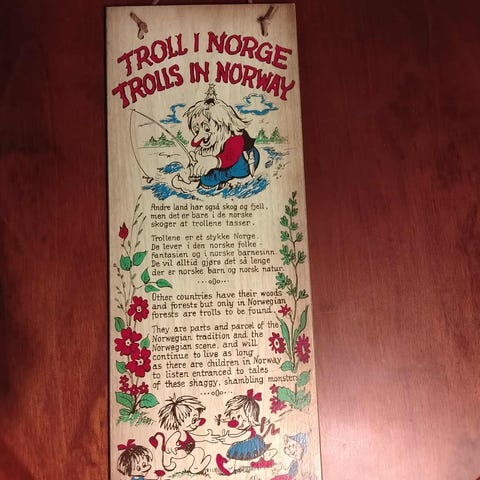 TROLL I NORGE
TROLLS IN NORWAY
Andre land har også skog og fjell,
men det er bare i de norske
skoger at trollene tasser.
Trollene er et stykke Norge.
De lever i den norske folke-
fantasien og i norske barnesinn.
De vil alltid gjøre det så lenge
der er norske barn og norsk natur.
Other countries have their woods
and forests but only in Norwegian
forests are trolls to be found.
They are parts and parcel of the
Norwegian tradition and the
Norwegian scene, and will
continue to live as long
as there are children in Norway
to listen entranced to tales
of these shaggy, shambling monsters